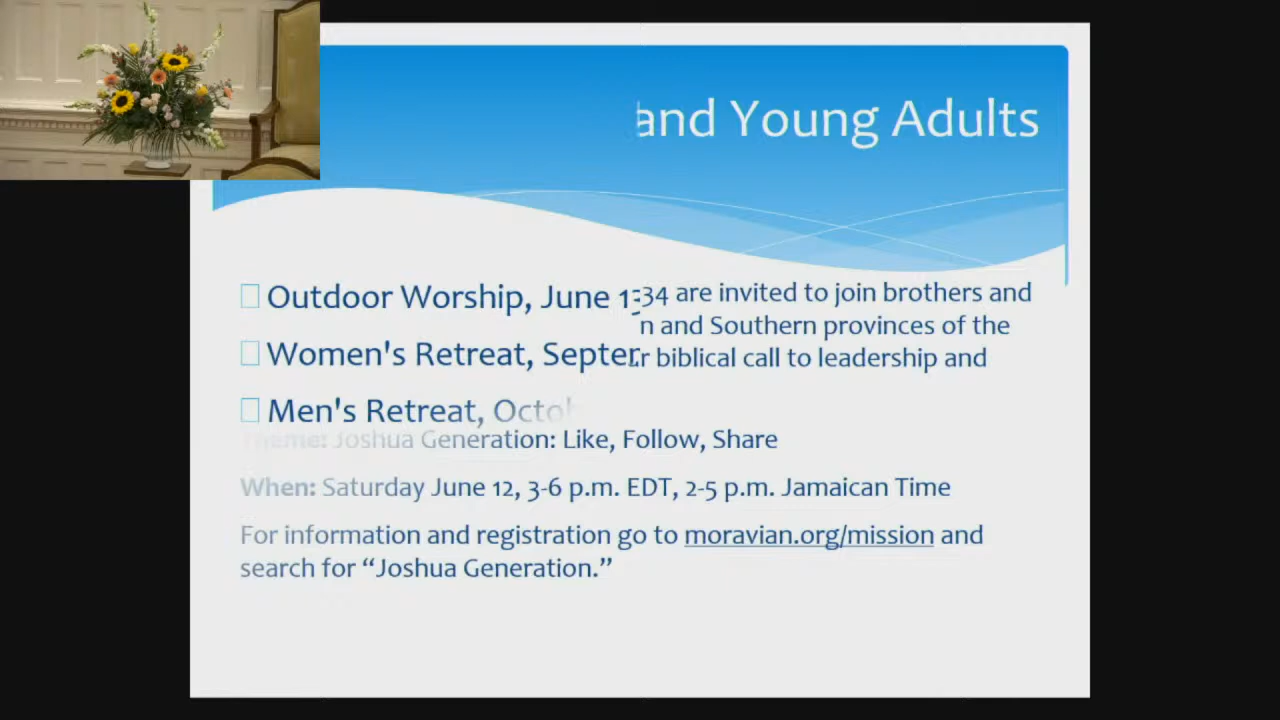 and Young Adults
Outdoor Worship, June
34 are invited to join brothers and
and Southern provinces of the
Women's Retreat,
biblical call to leadership and
Men's Retreat,
Theme: Joshua Generation: Like, Follow, Share
When: Saturday June 12, 3-6 p.m. EDT, 2-5 p.m. Jamaican Time
For information and registration go to moravian.org/mission and
search for “Joshua Generation.”